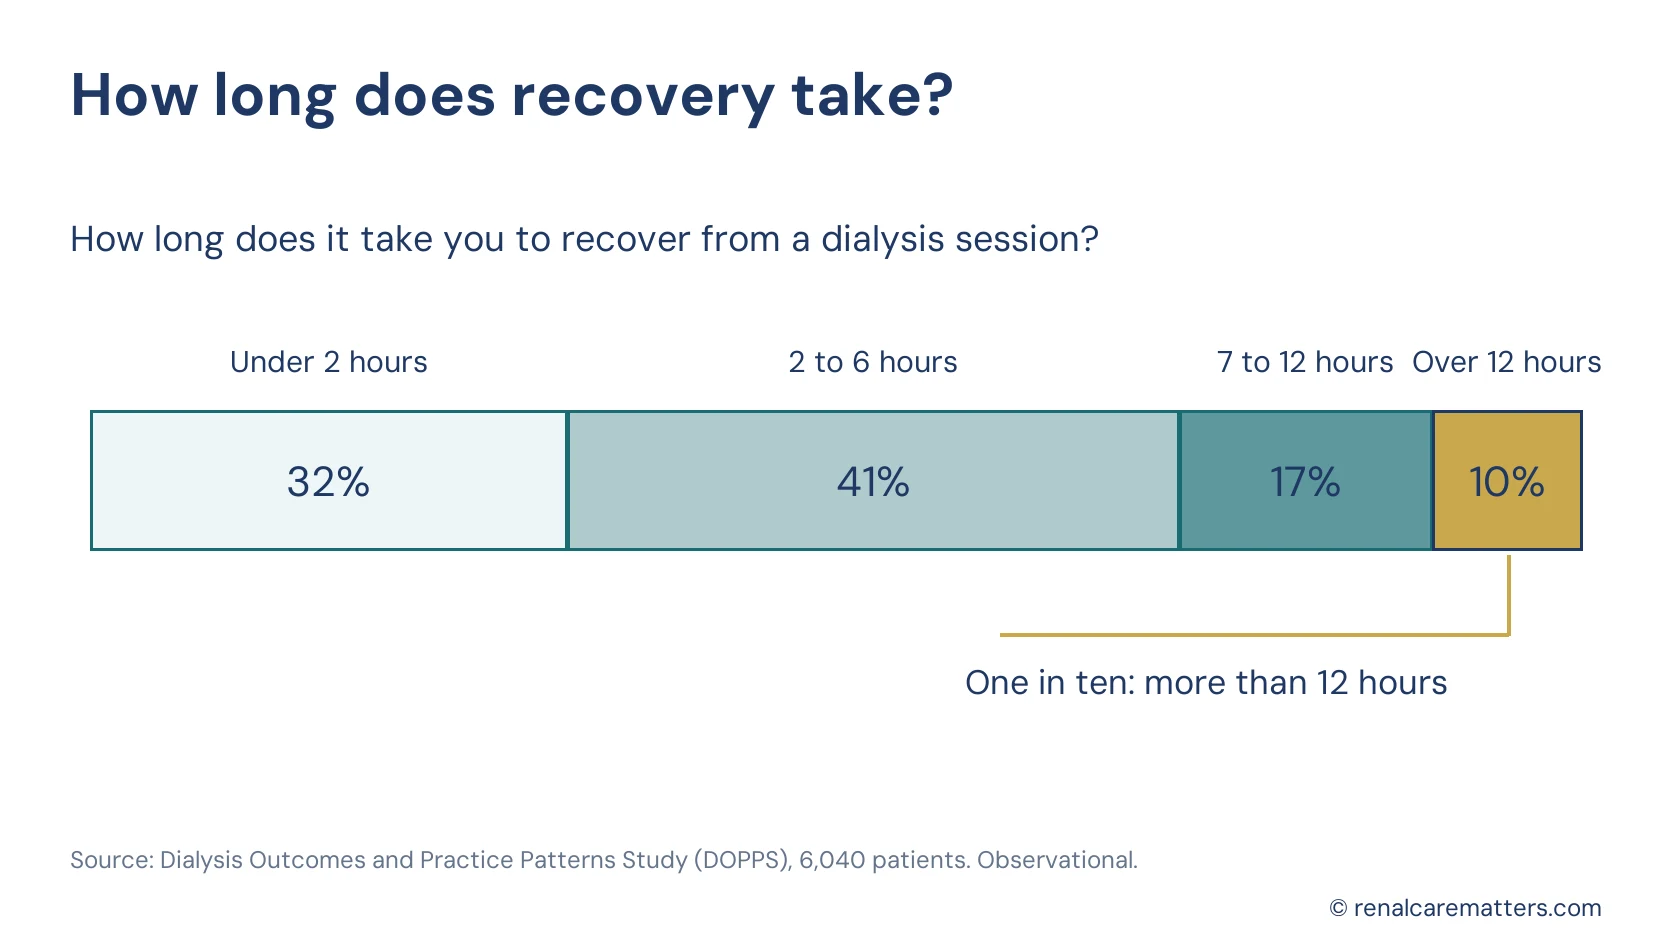 How long does recovery take?
How long does it take you to recover from a dialysis session?
Under 2 hours 2 to 6 hours 7 to 12 hours Over 12 hours
32% 41% 17% 10%
One in ten: more than 12 hours
Source: Dialysis Outcomes and Practice Patterns Study (DOPPS), 6,040 patients. Observational.
© renalcarematters.com